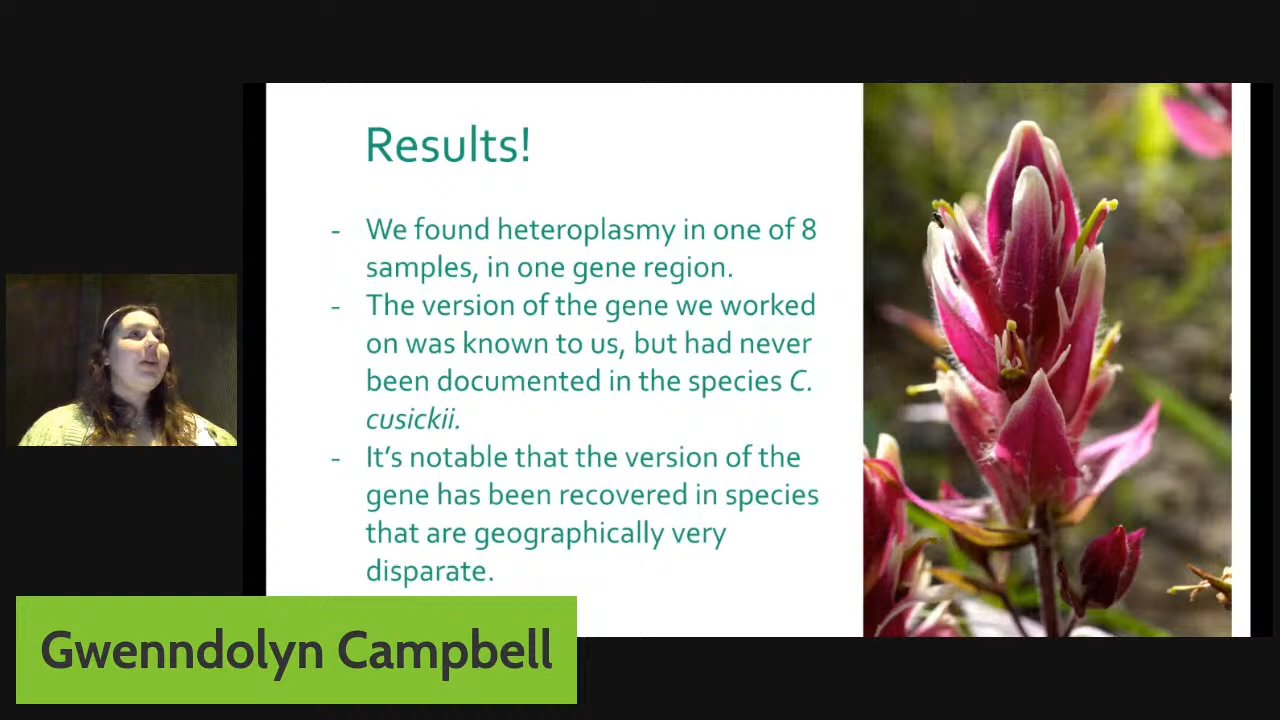 Results!
- We found heteroplasmy in one of 8
samples, in one gene region.
- The version of the gene we worked
on was known to us, but had never
been documented in the species C.
cusickii.
- It’s notable that the version of the
gene has been recovered in species
that are geographically very
disparate.
Gwenndolyn Campbell